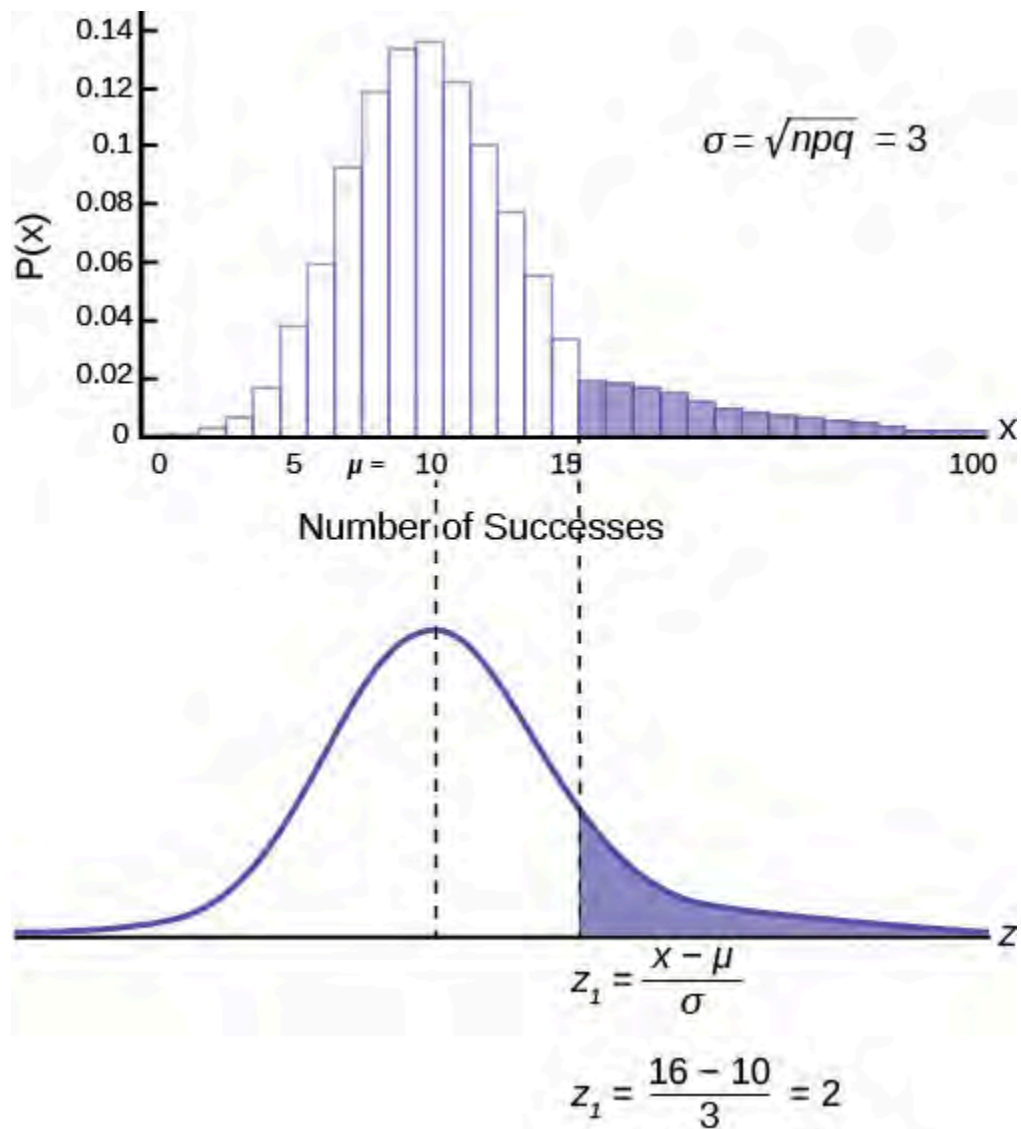 0.14
0.12
0.1
0.08
0.06
0.04
0.02
0
P(x)
σ = √npq = 3
X
0 5 μ = 10 15 100
Number of Successes
Z
z₁ = (x − μ)/σ
z₁ = (16 − 10)/3 = 2